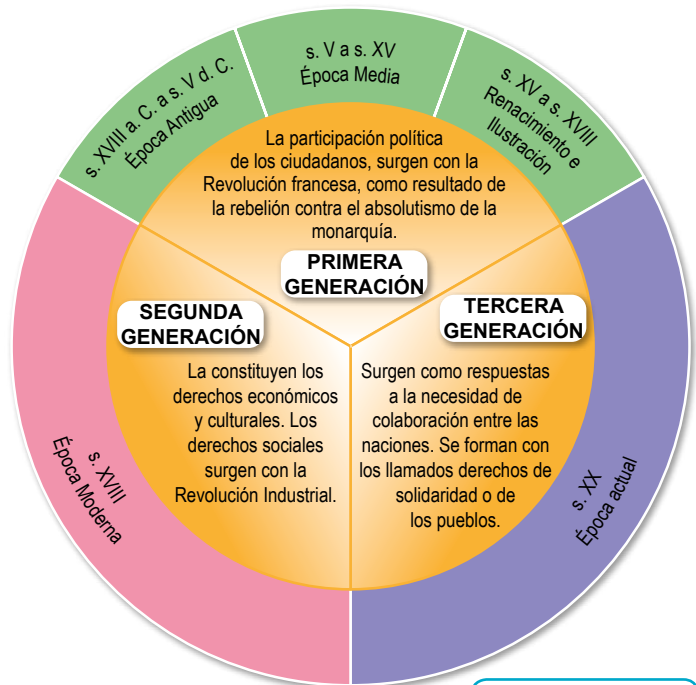 s. XVIII a. C. a s. V d. C.
Época Antigua
s. V a s. XV
Época Media
s. XV a s. XVIII
Renacimiento e
Ilustración
La participación política
de los ciudadanos, surgen con la
Revolución francesa, como resultado de
la rebelión contra el absolutismo de la
monarquía.
PRIMERA
GENERACIÓN
SEGUNDA
GENERACIÓN
La constituyen los
derechos económicos
y culturales. Los
derechos sociales
surgen con la
Revolución Industrial.
TERCERA
GENERACIÓN
Surgen como respuestas
a la necesidad de
colaboración entre las
naciones. Se forman con
los llamados derechos de
solidaridad o de
los pueblos.
s. XVIII
Época Moderna
s. XX
Época actual